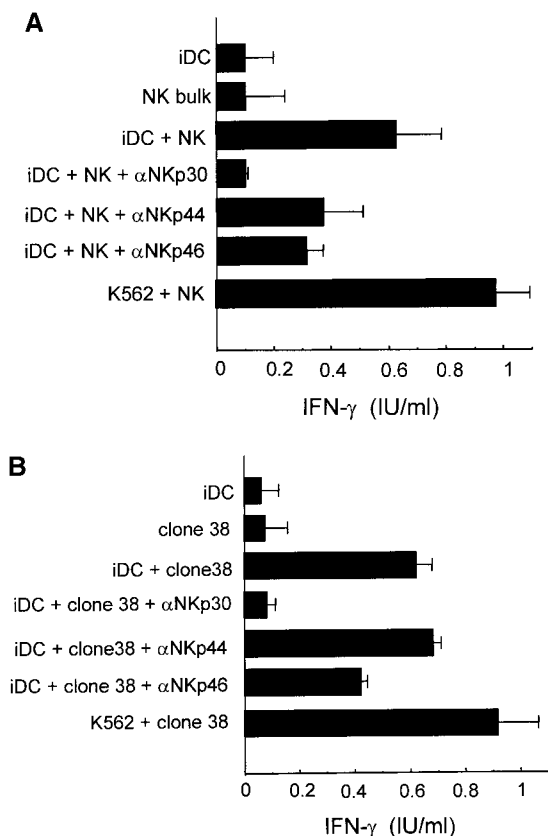 A
iDC
NK bulk
iDC + NK
iDC + NK + αNKp30
iDC + NK + αNKp44
iDC + NK + αNKp46
K562 + NK
0 0.2 0.4 0.6 0.8 1
IFN-γ (IU/ml)
B
iDC
clone 38
iDC + clone38
iDC + clone 38 + αNKp30
iDC + clone38 + αNKp44
iDC + clone 38 + αNKp46
K562 + clone 38
0 0.2 0.4 0.6 0.8 1
IFN-γ (IU/ml)